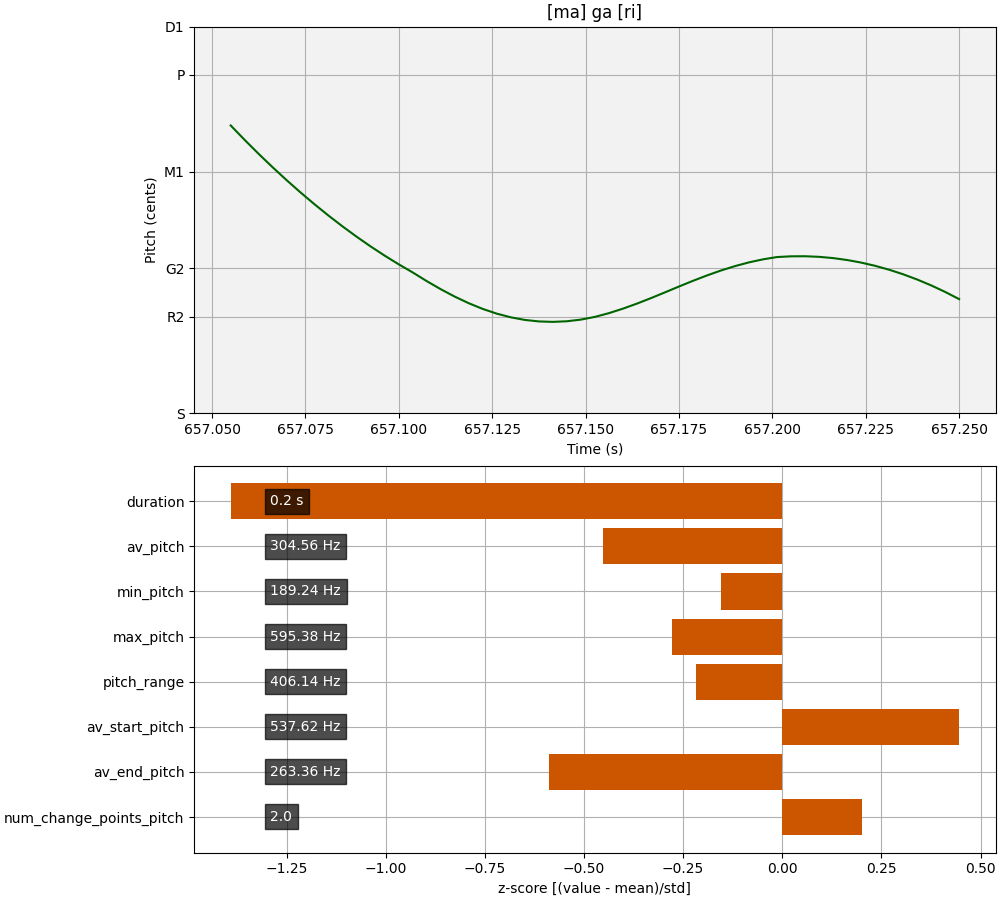 [ma] ga [ri]
D1
P
M1
G2
R2
S
Pitch (cents)
657.050 657.075 657.100 657.125 657.150 657.175 657.200 657.225 657.250
Time (s)
duration 0.2 s
av_pitch 304.56 Hz
min_pitch 189.24 Hz
max_pitch 595.38 Hz
pitch_range 406.14 Hz
av_start_pitch 537.62 Hz
av_end_pitch 263.36 Hz
num_change_points_pitch 2.0
−1.25 −1.00 −0.75 −0.50 −0.25 0.00 0.25 0.50
z-score [(value - mean)/std]